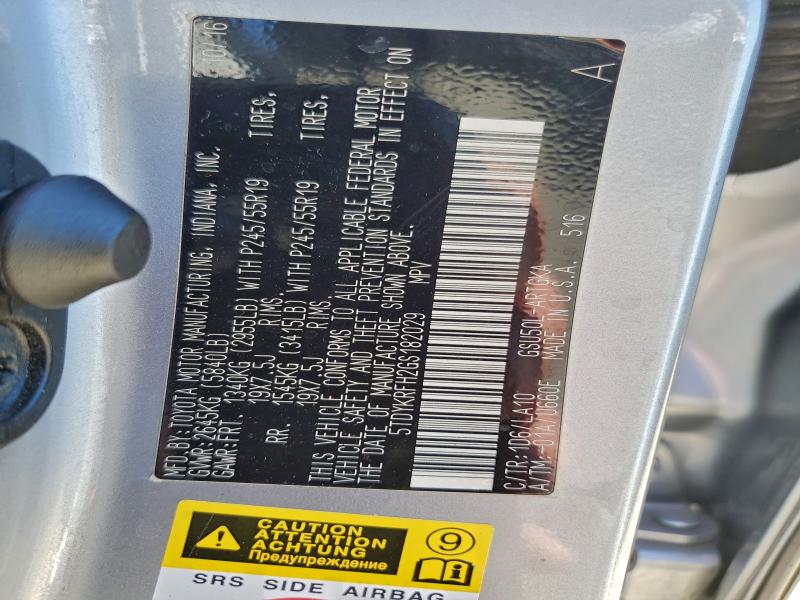 MFD.BY:TOYOTA MOTOR MANUFACTURING, INDIANA, INC. 10/16
GVWR:2645KG (5840LB)
GAWR:FRT. 1340KG (2955LB) WITH P245/55R19 TIRES,
19X7.5J RIMS,
RR. 1545KG (3415LB) WITH P245/55R19 TIRES,
19X7.5J RIMS.
THIS VEHICLE CONFORMS TO ALL APPLICABLE FEDERAL MOTOR
VEHICLE SAFETY AND THEFT PREVENTION STANDARDS IN EFFECT ON
THE DATE OF MANUFACTURE SHOWN ABOVE.
5TDYKRFH2GS182029 MPV
C/TR:1D6/LA10 GSU50L-ARTGKA A
A/TM:-01A/U660E MADE IN U.S.A. 516
CAUTION
ATTENTION
ACHTUNG
Предупреждение
9
i
SRS SIDE AIRBAG